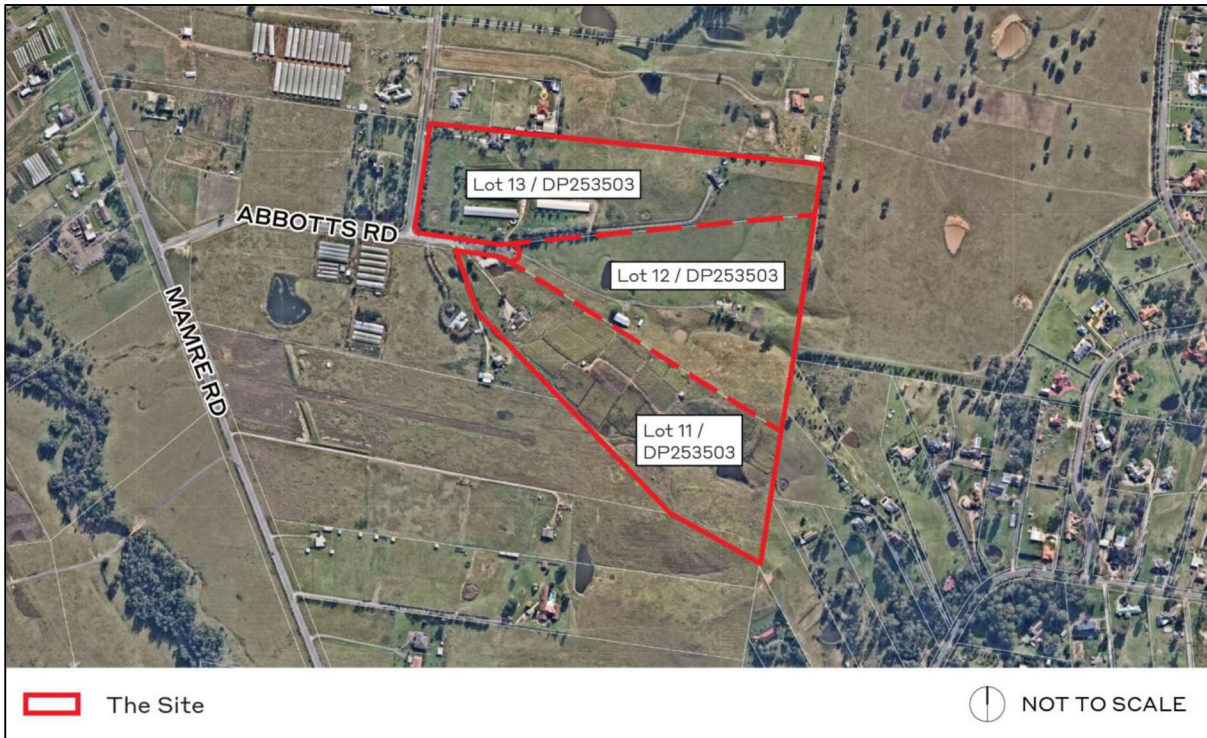 Lot 13 / DP253503
ABBOTTS RD
Lot 12 / DP253503
MAMRE RD
Lot 11 /
DP253503
The Site
NOT TO SCALE